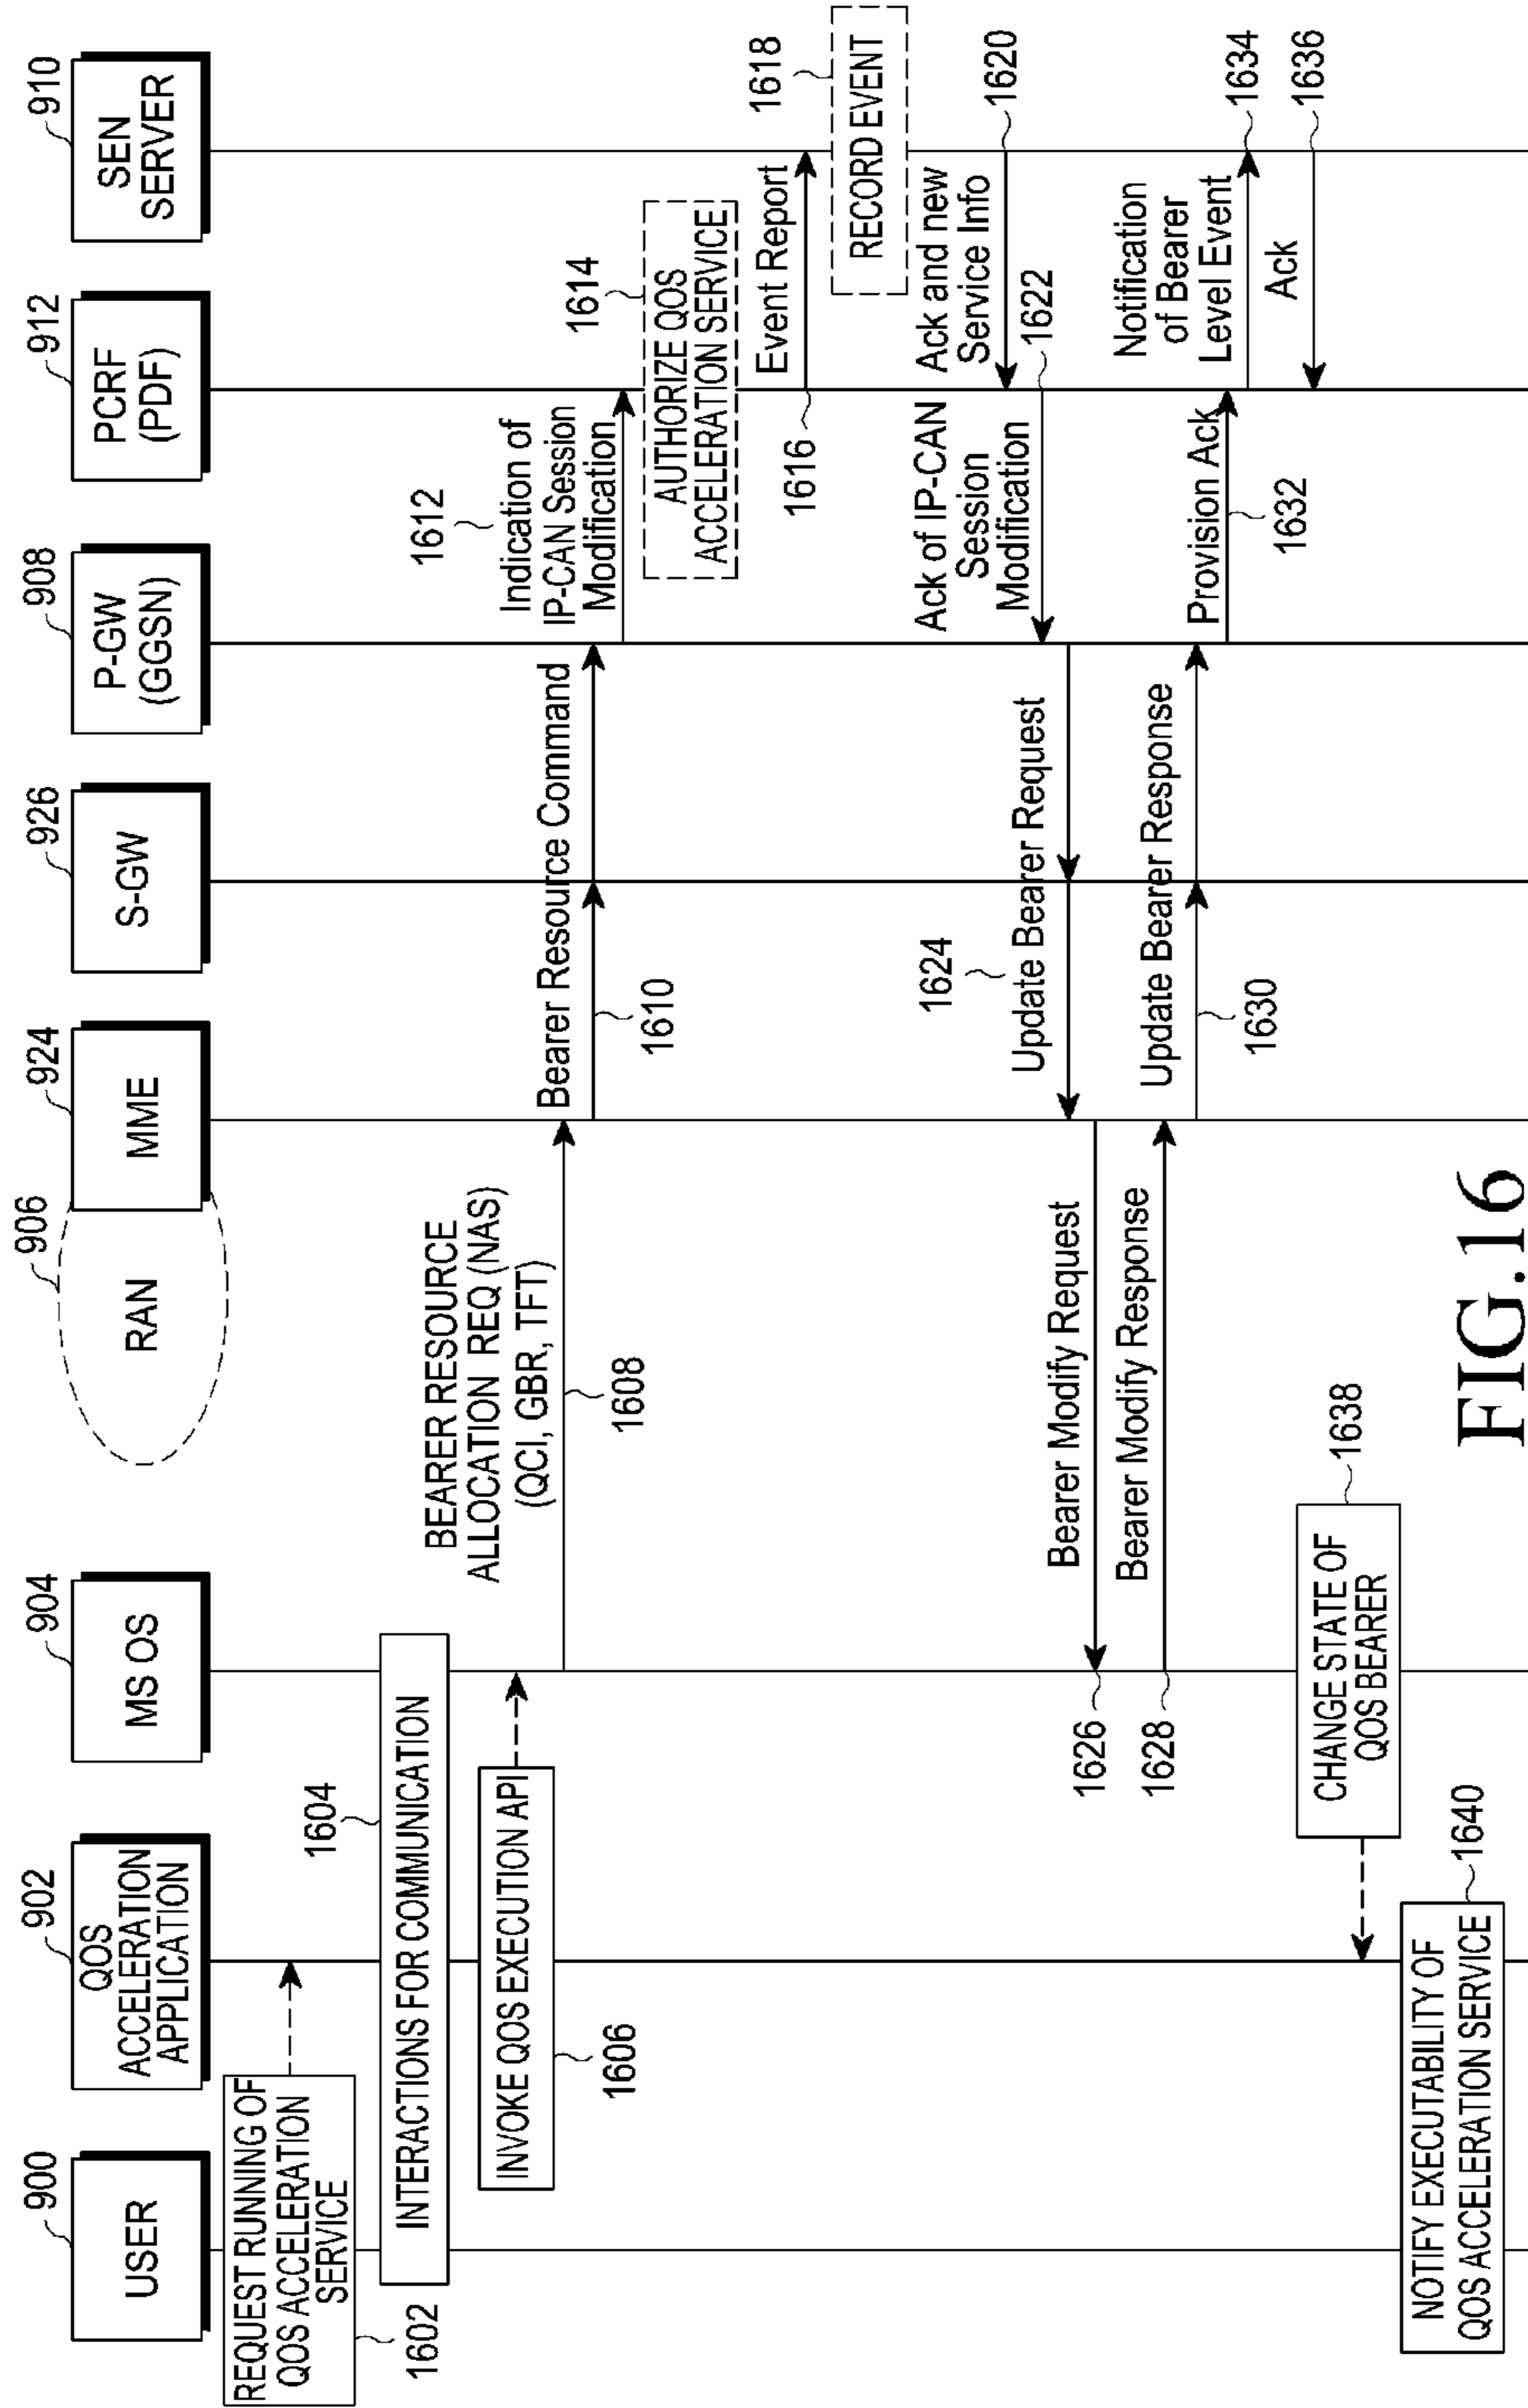 900
USER
902
QOS
ACCELERATION
APPLICATION
904
MS OS
906
RAN
924
MME
926
S-GW
908
P-GW
(GGSN)
912
PCRF
(PDF)
910
SEN
SERVER
REQUEST RUNNING OF
QOS ACCELERATION
SERVICE
1602
1604
INTERACTIONS FOR COMMUNICATION
INVOKE QOS EXECUTION API
1606
BEARER RESOURCE
ALLOCATION REQ (NAS)
(QCI, GBR, TFT)
1608
Bearer Resource Command
1610
1612
Indication of
IP-CAN Session
Modification
1614
AUTHORIZE QOS
ACCELERATION SERVICE
Event Report
1616
1618
RECORD EVENT
Ack and new
Service Info
1620
Ack of IP-CAN
Session
Modification
1622
1624
Update Bearer Request
Bearer Modify Request
1626
Bearer Modify Response
1628
Update Bearer Response
1630
Provision Ack
1632
Notification
of Bearer
Level Event
1634
Ack
1636
CHANGE STATE OF
QOS BEARER
1638
NOTIFY EXECUTABILITY OF
QOS ACCELERATION SERVICE
1640
FIG.16